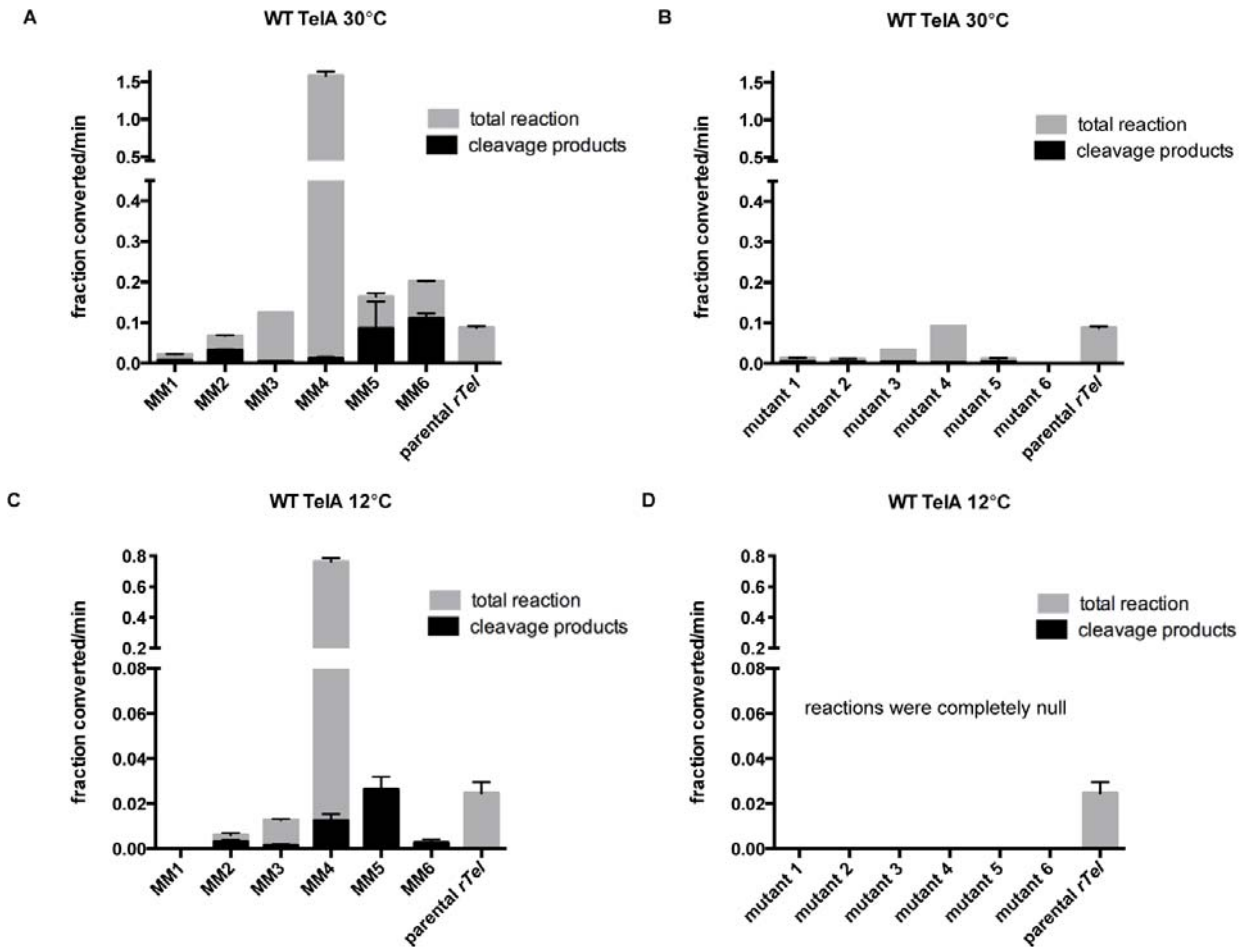 A
WT TelA 30°C
fraction converted/min
1.5
1.0
0.5
0.4
0.3
0.2
0.1
0.0
total reaction
cleavage products
MM1
MM2
MM3
MM4
MM5
MM6
parental rTel
B
WT TelA 30°C
fraction converted/min
1.5
1.0
0.5
0.4
0.3
0.2
0.1
0.0
total reaction
cleavage products
mutant 1
mutant 2
mutant 3
mutant 4
mutant 5
mutant 6
parental rTel
C
WT TelA 12°C
fraction converted/min
0.8
0.6
0.4
0.2
0.08
0.06
0.04
0.02
0.00
total reaction
cleavage products
MM1
MM2
MM3
MM4
MM5
MM6
parental rTel
D
WT TelA 12°C
fraction converted/min
0.8
0.6
0.4
0.2
0.08
0.06
0.04
0.02
0.00
total reaction
cleavage products
reactions were completely null
mutant 1
mutant 2
mutant 3
mutant 4
mutant 5
mutant 6
parental rTel